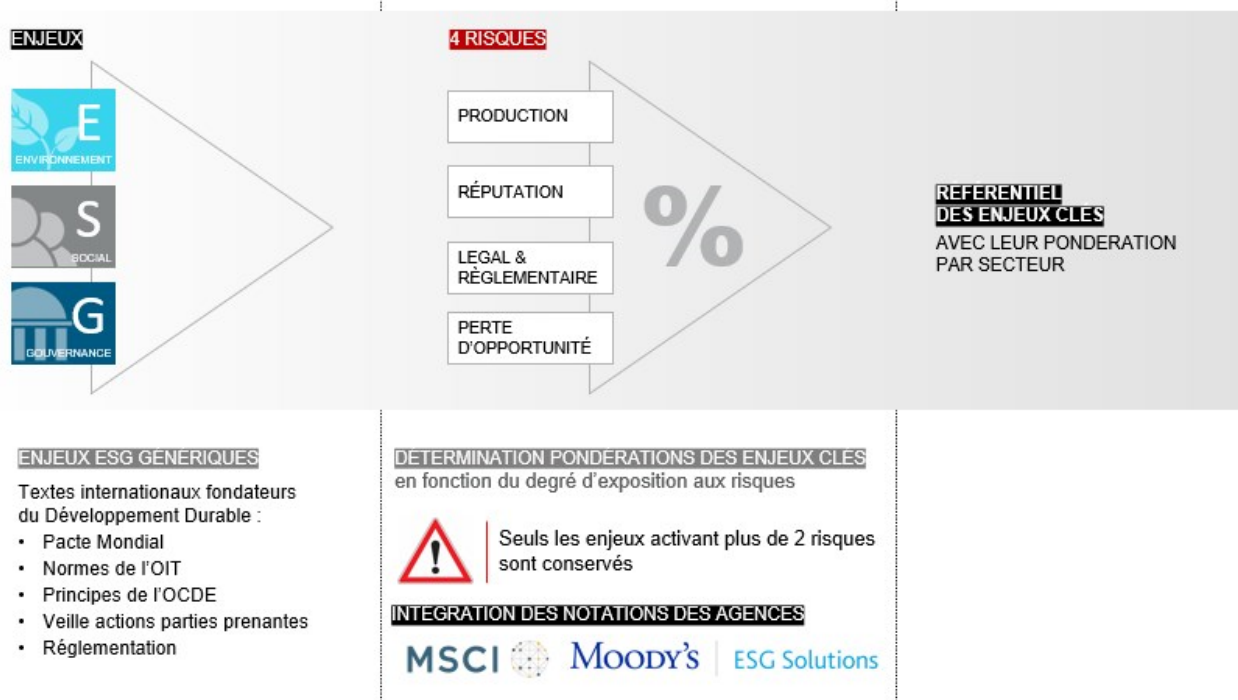 ENJEUX
E
ENVIRONNEMENT
S
SOCIAL
G
GOUVERNANCE
4 RISQUES
PRODUCTION
RÉPUTATION
LEGAL &
RÈGLEMENTAIRE
PERTE
D'OPPORTUNITÉ
%
RÉFÉRENTIEL
DES ENJEUX CLÉS
AVEC LEUR PONDERATION
PAR SECTEUR
ENJEUX ESG GÉNÉRIQUES
Textes internationaux fondateurs
du Développement Durable :
• Pacte Mondial
• Normes de l'OIT
• Principes de l'OCDE
• Veille actions parties prenantes
• Réglementation
DÉTERMINATION PONDÉRATIONS DES ENJEUX CLÉS
en fonction du degré d'exposition aux risques
!
Seuls les enjeux activant plus de 2 risques
sont conservés
INTEGRATION DES NOTATIONS DES AGENCES
MSCI
MOODY'S | ESG Solutions